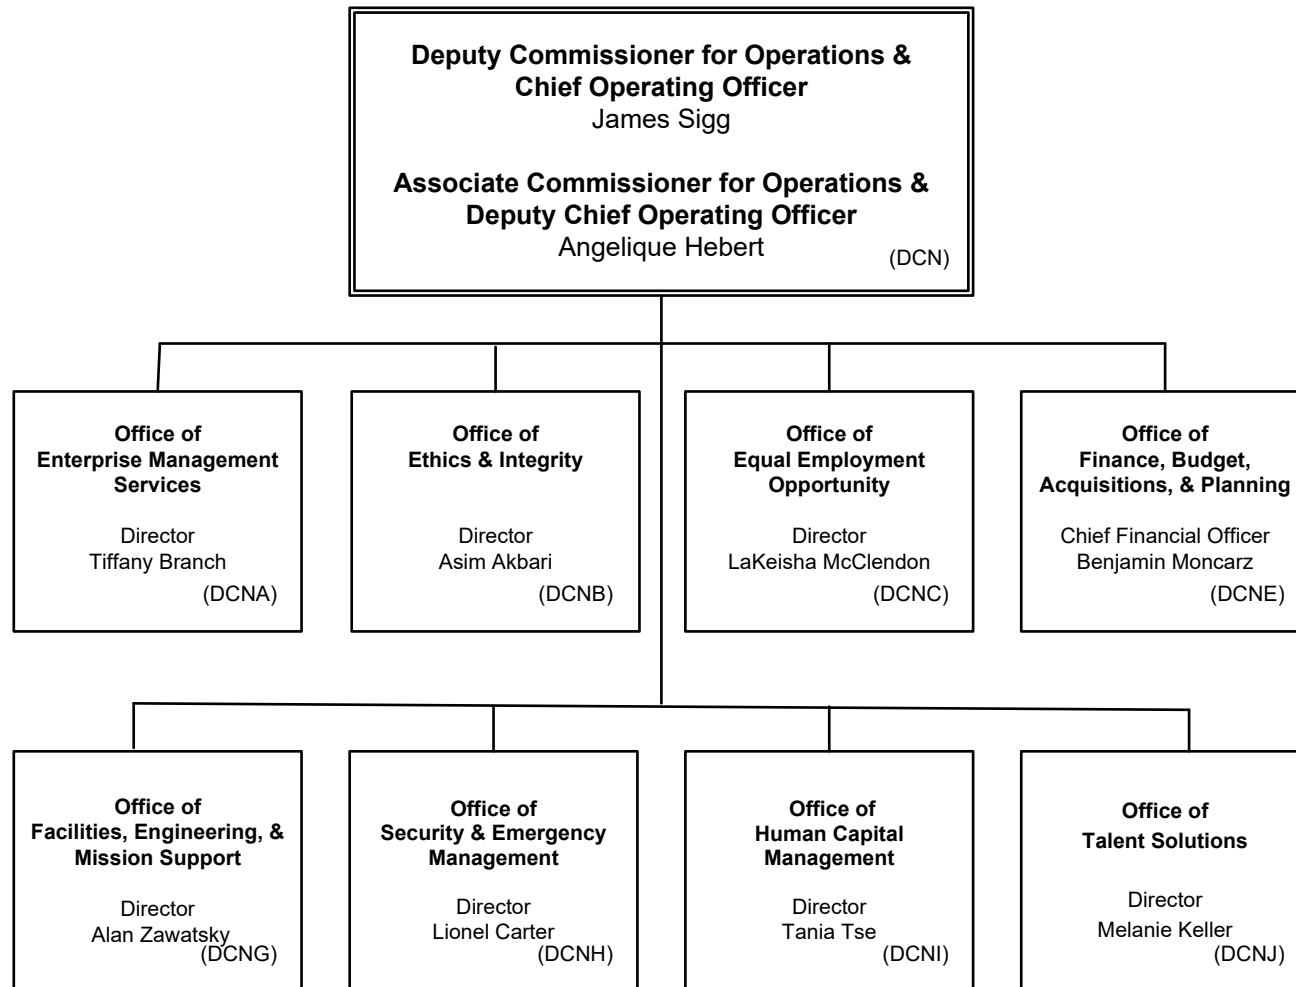 Deputy Commissioner for Operations &
Chief Operating Officer
James Sigg
Associate Commissioner for Operations &
Deputy Chief Operating Officer
Angelique Hebert
(DCN)
Office of
Enterprise Management
Services
Director
Tiffany Branch
(DCNA)
Office of
Ethics & Integrity
Director
Asim Akbari
(DCNB)
Office of
Equal Employment
Opportunity
Director
LaKeisha McClendon
(DCNC)
Office of
Finance, Budget,
Acquisitions, & Planning
Chief Financial Officer
Benjamin Moncarz
(DCNE)
Office of
Facilities, Engineering, &
Mission Support
Director
Alan Zawatsky
(DCNG)
Office of
Security & Emergency
Management
Director
Lionel Carter
(DCNH)
Office of
Human Capital
Management
Director
Tania Tse
(DCNI)
Office of
Talent Solutions
Director
Melanie Keller
(DCNJ)